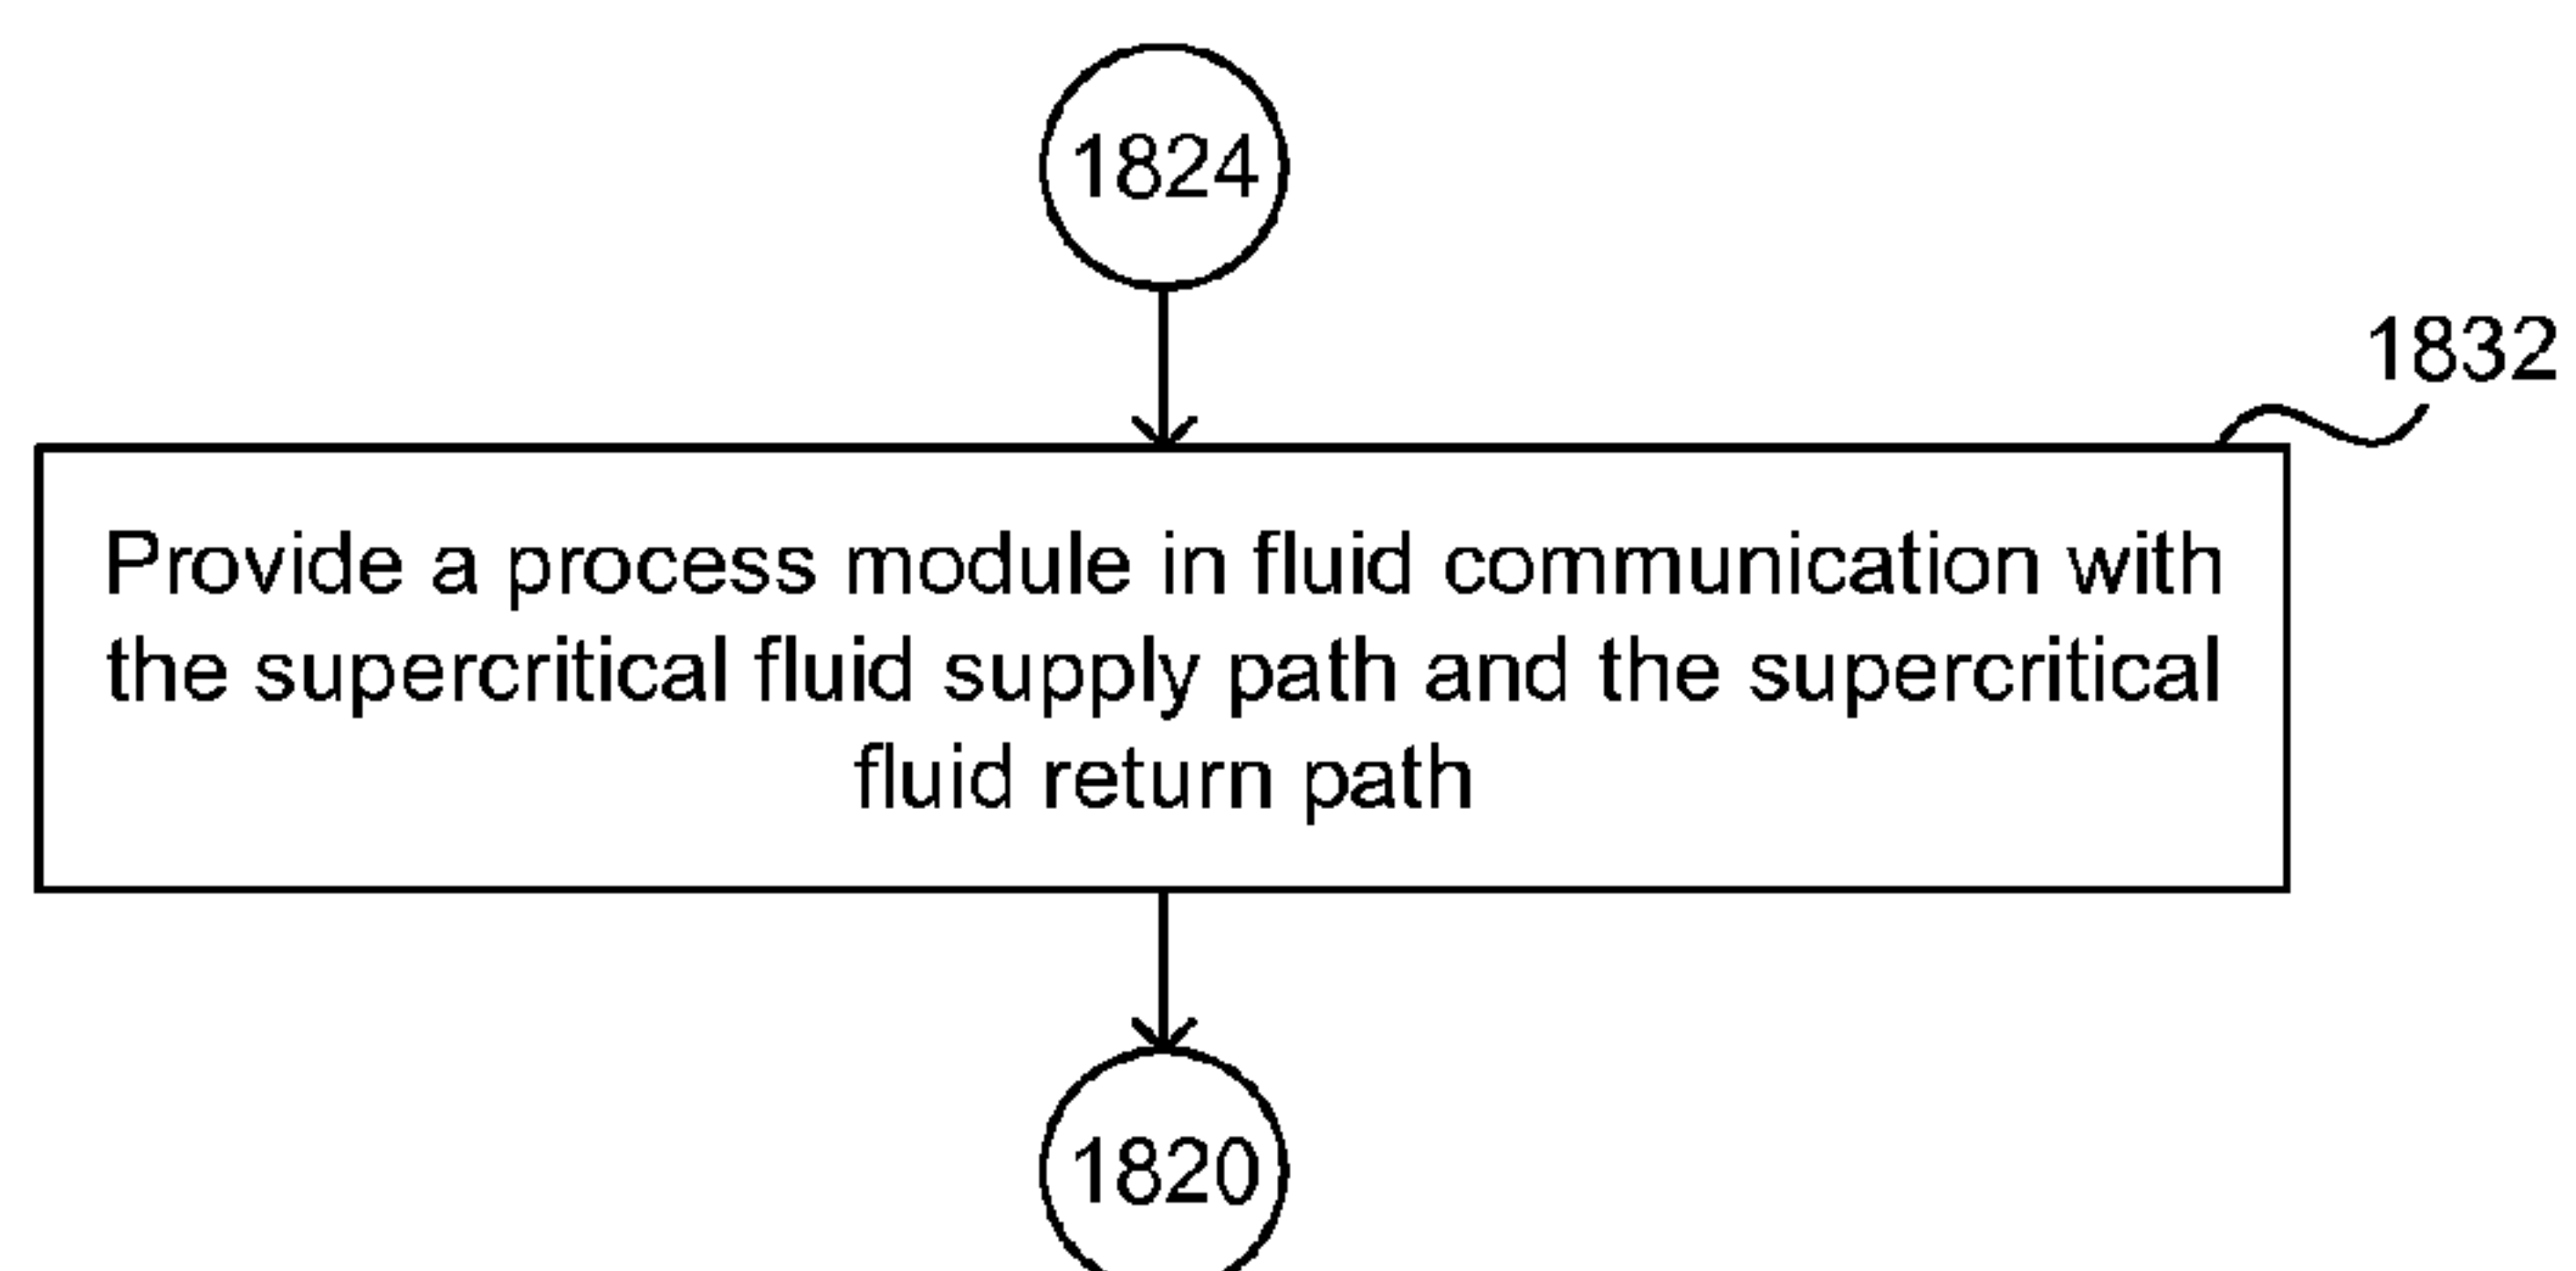 1824
1832
Provide a process module in fluid communication with
the supercritical fluid supply path and the supercritical
fluid return path
1820